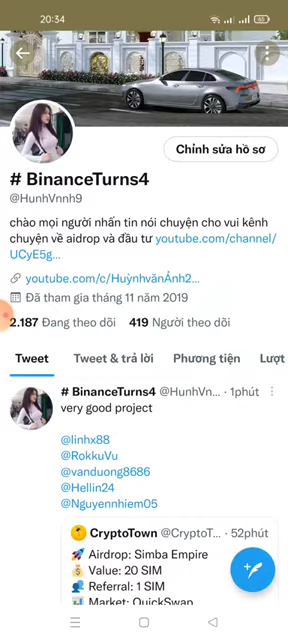 20:34
65
Chỉnh sửa hồ sơ
# BinanceTurns4
@HunhVnnh9
chào mọi người nhấn tin nói chuyện cho vui kênh
chuyện về aidrop và đầu tư youtube.com/channel/
UCyE5g...
youtube.com/c/HuỳnhvănẢnh2...
Đã tham gia tháng 11 năm 2019
2.187 Đang theo dõi 419 Người theo dõi
Tweet Tweet & trả lời Phương tiện Lượt
# BinanceTurns4 @HunhVn... · 1phút
very good project
@linhx88
@RokkuVu
@vanduong8686
@Hellin24
@Nguyennhiem05
CryptoTown @CryptoT... · 52phút
🚀 Airdrop: Simba Empire
💰 Value: 20 SIM
👤 Referral: 1 SIM
📊 Market: QuickSwap